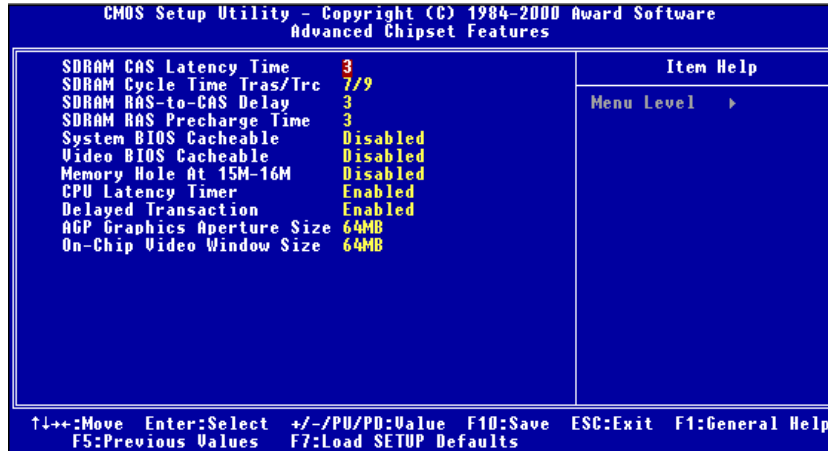 CMOS Setup Utility - Copyright (C) 1984-2000 Award Software
Advanced Chipset Features
SDRAM CAS Latency Time 3
SDRAM Cycle Time Tras/Trc 7/9
SDRAM RAS-to-CAS Delay 3
SDRAM RAS Precharge Time 3
System BIOS Cacheable Disabled
Video BIOS Cacheable Disabled
Memory Hole At 15M-16M Disabled
CPU Latency Timer Enabled
Delayed Transaction Enabled
AGP Graphics Aperture Size 64MB
On-Chip Video Window Size 64MB
Item Help
Menu Level ▸
↑↓→←:Move Enter:Select +/-/PU/PD:Value F10:Save ESC:Exit F1:General Help
F5:Previous Values F7:Load SETUP Defaults